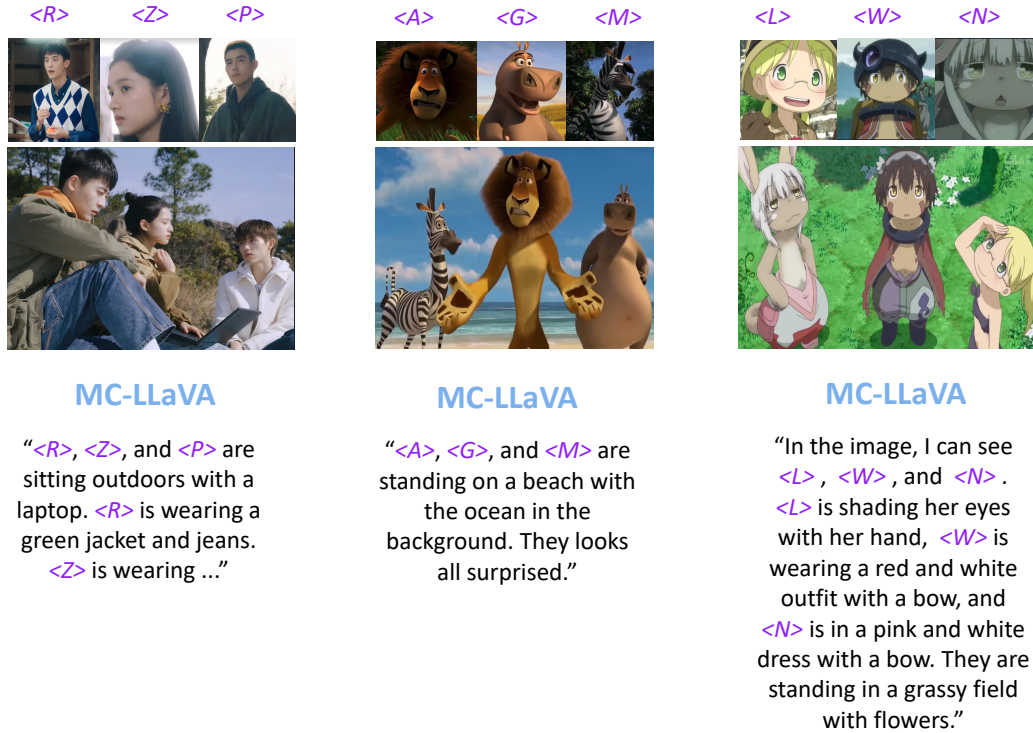 <R> <Z> <P>
<A> <G> <M>
<L> <W> <N>
MC-LLaVA
“<R>, <Z>, and <P> are
sitting outdoors with a
laptop. <R> is wearing a
green jacket and jeans.
<Z> is wearing ...”
MC-LLaVA
“<A>, <G>, and <M> are
standing on a beach with
the ocean in the
background. They looks
all surprised.”
MC-LLaVA
“In the image, I can see
<L> , <W> , and <N> .
<L> is shading her eyes
with her hand, <W> is
wearing a red and white
outfit with a bow, and
<N> is in a pink and white
dress with a bow. They are
standing in a grassy field
with flowers.”